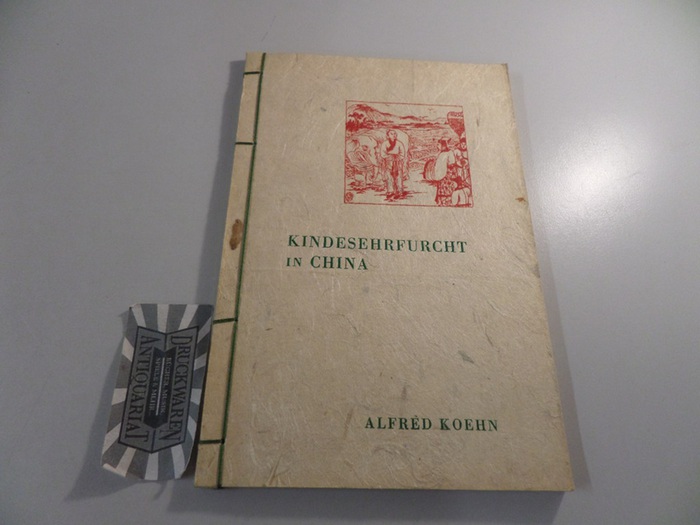 KINDESEHRFURCHT
IN CHINA
ALFRED KOEHN
DRUCKWAREN
ANTIQUARIAT